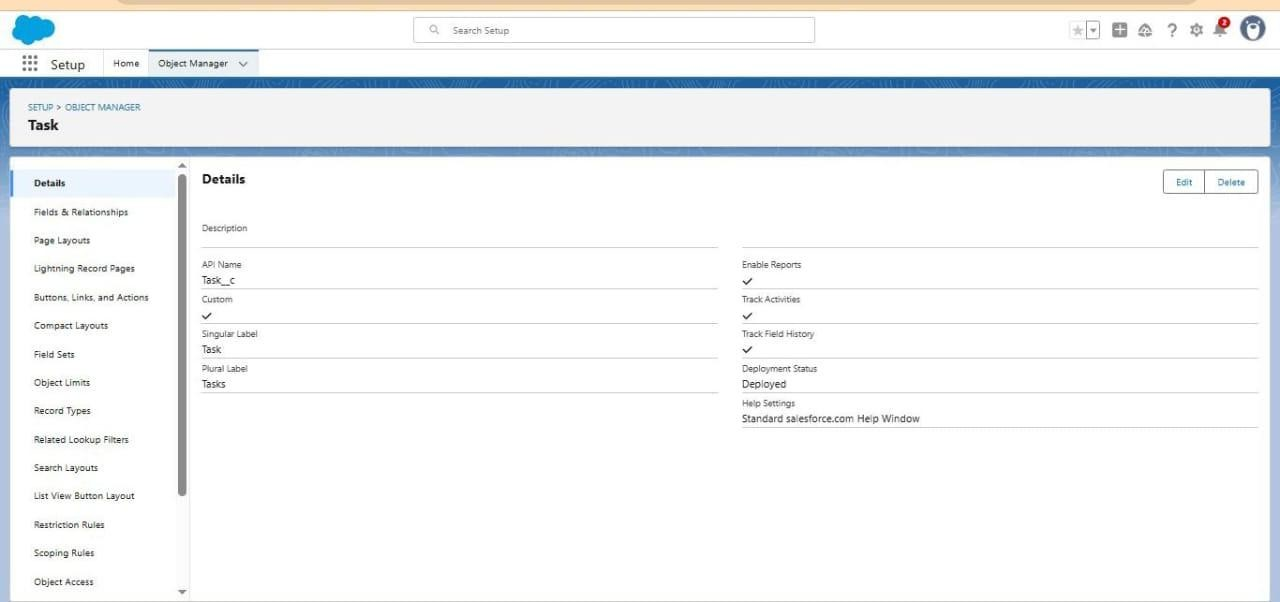 Search Setup
2
Setup
Home
Object Manager
SETUP > OBJECT MANAGER
Task
Details
Fields & Relationships
Page Layouts
Lightning Record Pages
Buttons, Links, and Actions
Compact Layouts
Field Sets
Object Limits
Record Types
Related Lookup Filters
Search Layouts
List View Button Layout
Restriction Rules
Scoping Rules
Object Access
Details
Edit
Delete
Description
API Name
Task__c
Custom
Singular Label
Task
Plural Label
Tasks
Enable Reports
Track Activities
Track Field History
Deployment Status
Deployed
Help Settings
Standard salesforce.com Help Window